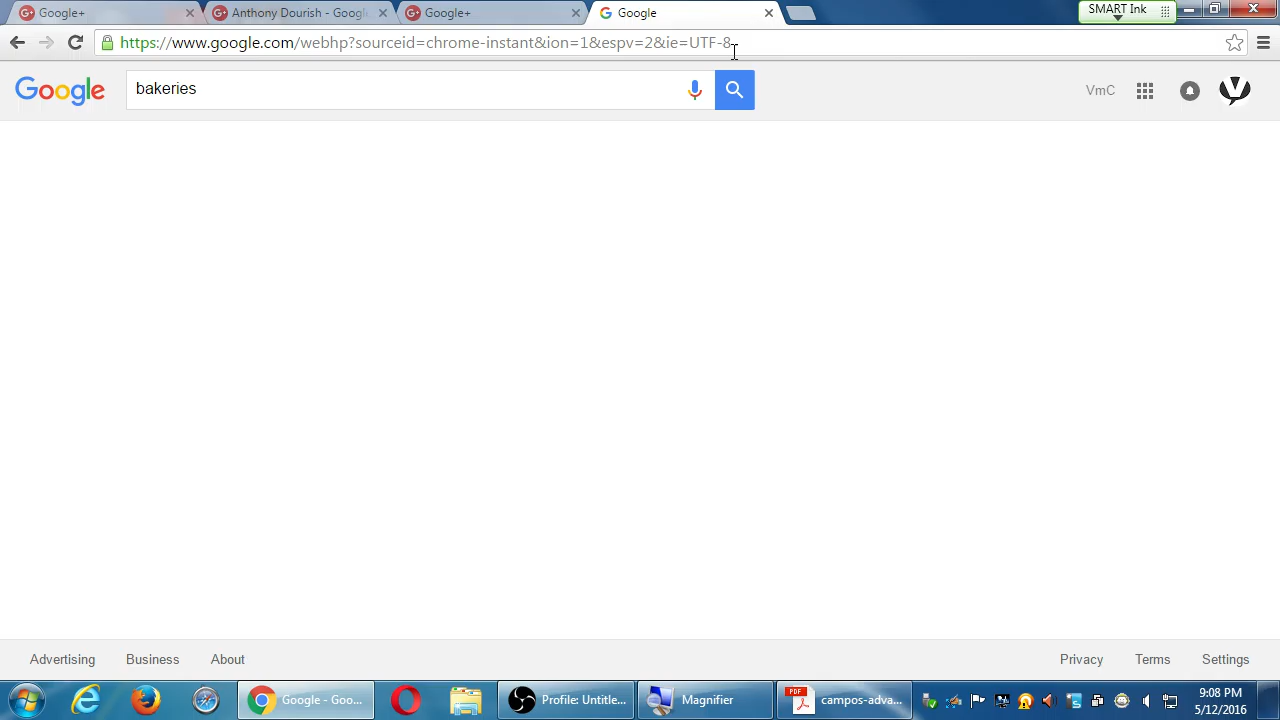 Google+
Anthony Dourish - Google
Google+
Google
SMART Ink
https://www.google.com/webhp?sourceid=chrome-instant&ion=1&espv=2&ie=UTF-8
Google
bakeries
VmC
Advertising
Business
About
Privacy
Terms
Settings
Google - Goo...
Profile: Untitle...
Magnifier
PDF
campos-adva...
9:08 PM
5/12/2016